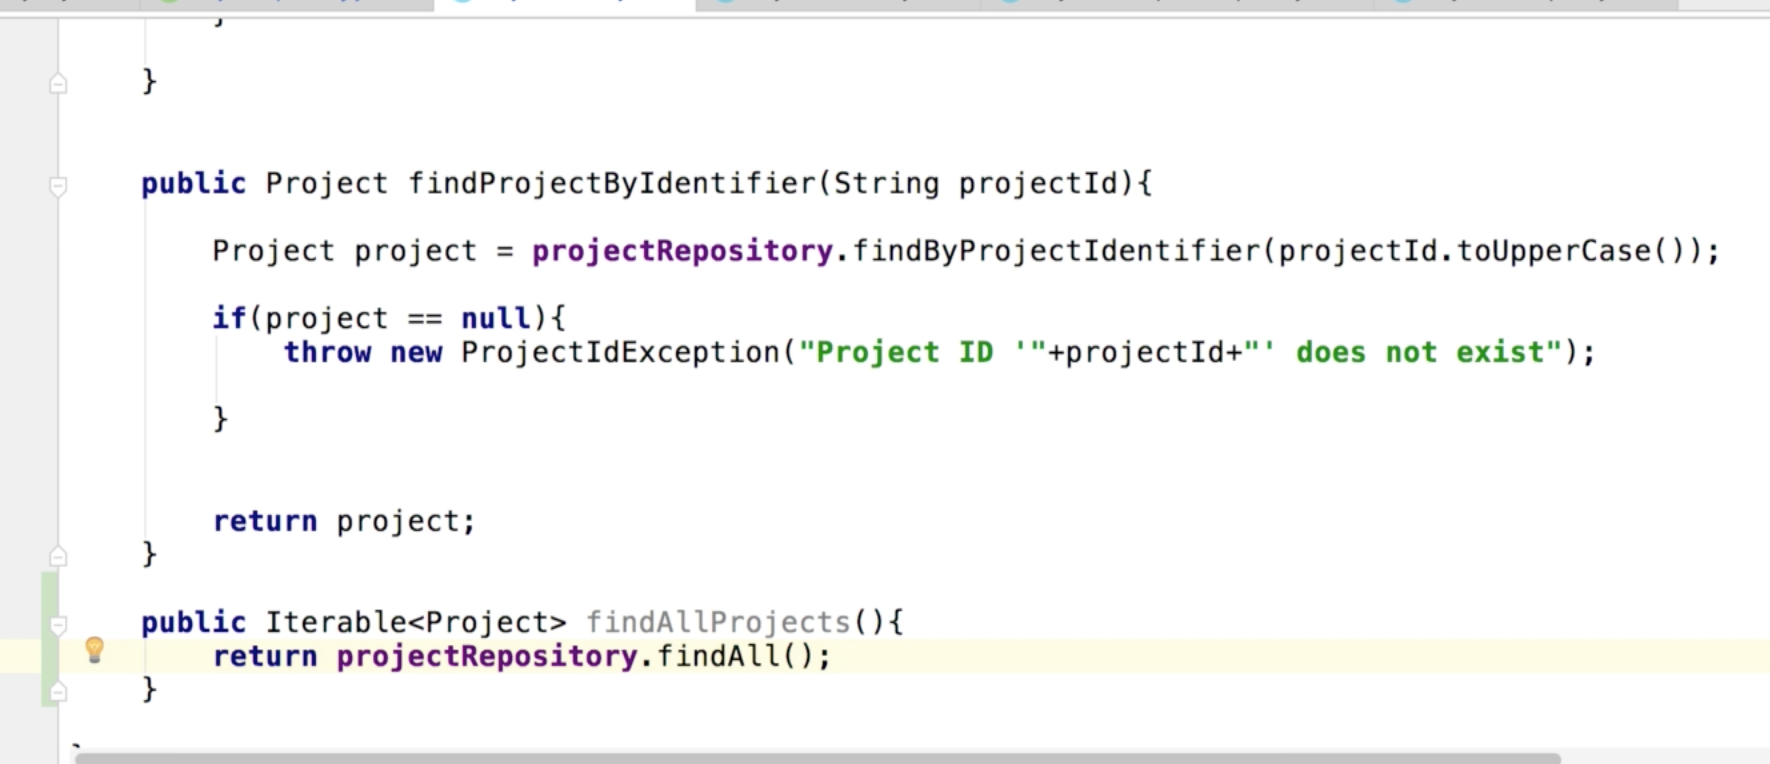 }
public Project findProjectByIdentifier(String projectId){
Project project = projectRepository.findByProjectIdentifier(projectId.toUpperCase());
if(project == null){
throw new ProjectIdException("Project ID '"+projectId+"' does not exist");
}
return project;
}
public Iterable<Project> findAllProjects(){
return projectRepository.findAll();
}